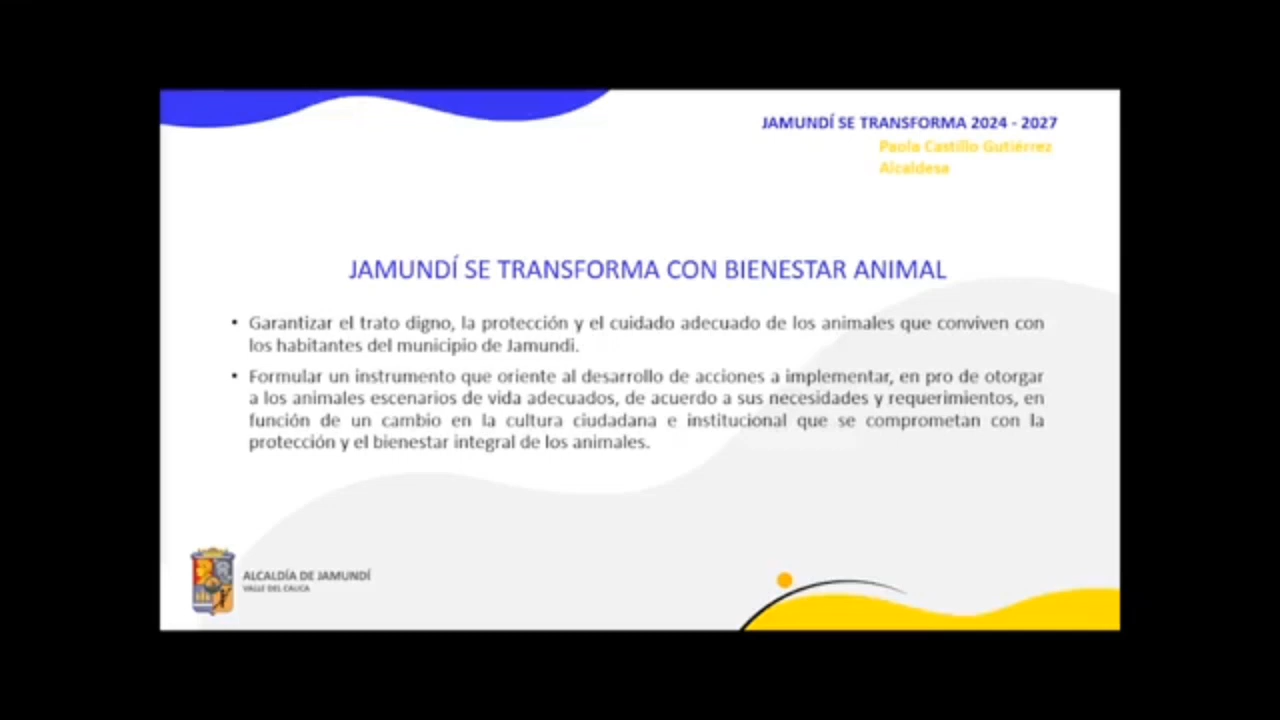 JAMUNDÍ SE TRANSFORMA 2024 - 2027
Paola Castillo Gutiérrez
Alcaldesa
JAMUNDÍ SE TRANSFORMA CON BIENESTAR ANIMAL
• Garantizar el trato digno, la protección y el cuidado adecuado de los animales que conviven con
los habitantes del municipio de Jamundi.
• Formular un instrumento que oriente al desarrollo de acciones a implementar, en pro de otorgar
a los animales escenarios de vida adecuados, de acuerdo a sus necesidades y requerimientos, en
función de un cambio en la cultura ciudadana e institucional que se comprometan con la
protección y el bienestar integral de los animales.
ALCALDÍA DE JAMUNDÍ
VALLE DEL CAUCA